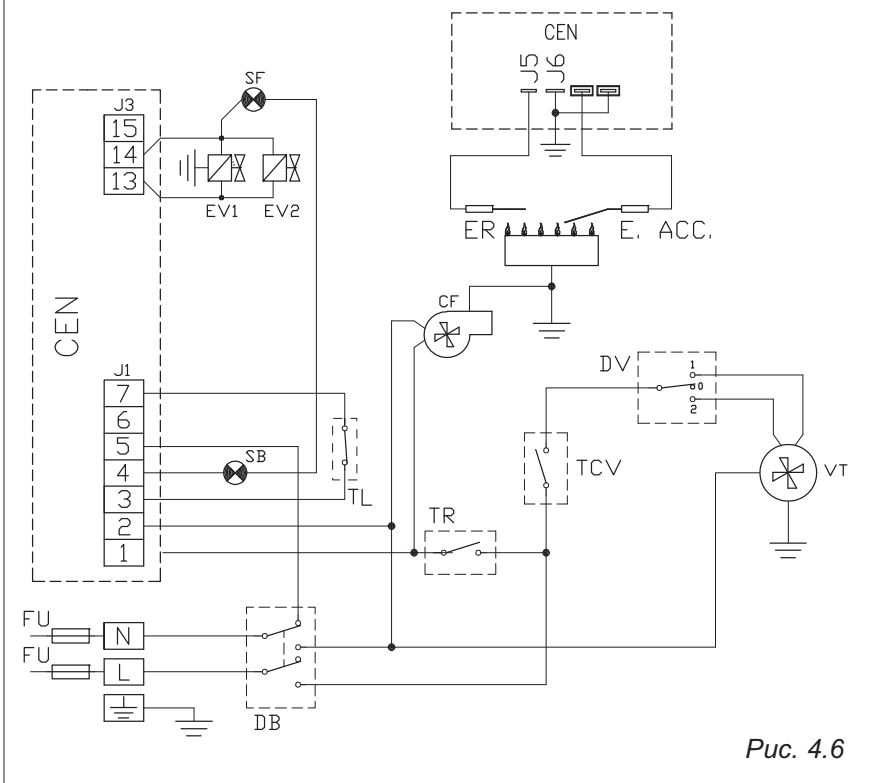 CEN
J5
J6
SF
J3
15
14
13
EV1 EV2
ER E. ACC.
CEN
CF
DV
1
0
2
J1
7
6
5
4
3
2
1
SB
TL
TCV
VT
TR
FU
N
FU
L
DB
Рис. 4.6